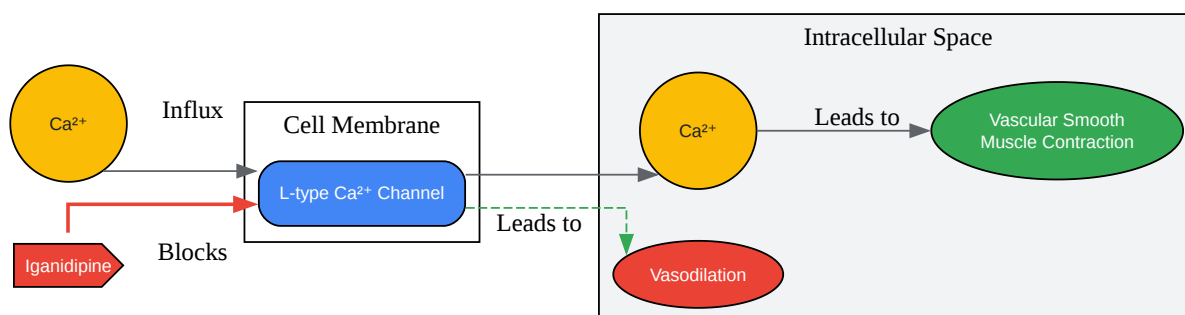 Intracellular Space
Ca²⁺
Influx
Cell Membrane
L-type Ca²⁺ Channel
Ca²⁺
Leads to
Vascular Smooth
Muscle Contraction
Iganidipine
Blocks
Leads to
Vasodilation